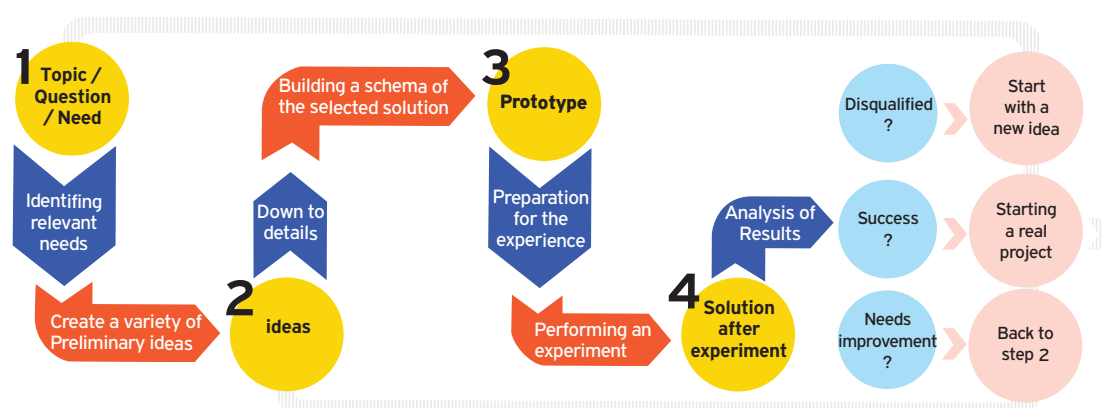 1
Topic /
Question
/ Need
Identifing
relevant
needs
Create a variety of
Preliminary ideas
2
ideas
Down to
details
Building a schema of
the selected solution
3
Prototype
Preparation
for the
experience
Performing an
experiment
4
Solution
after
experiment
Analysis of
Results
Disqualified
?
Start
with a
new idea
Success
?
Starting
a real
project
Needs
improvement
?
Back to
step 2